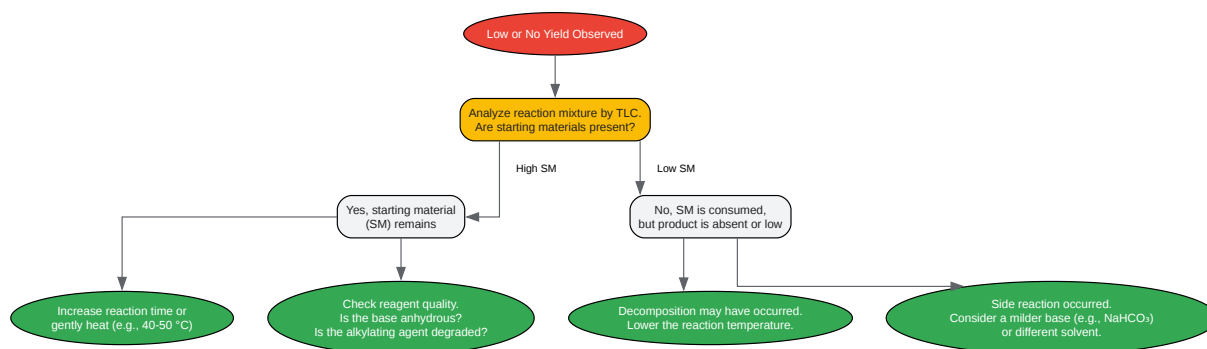 Low or No Yield Observed
Analyze reaction mixture by TLC.
Are starting materials present?
High SM
Low SM
Yes, starting material
(SM) remains
No, SM is consumed,
but product is absent or low
Increase reaction time or
gently heat (e.g., 40-50 °C)
Check reagent quality.
Is the base anhydrous?
Is the alkylating agent degraded?
Decomposition may have occurred.
Lower the reaction temperature.
Side reaction occurred.
Consider a milder base (e.g., NaHCO₃)
or different solvent.